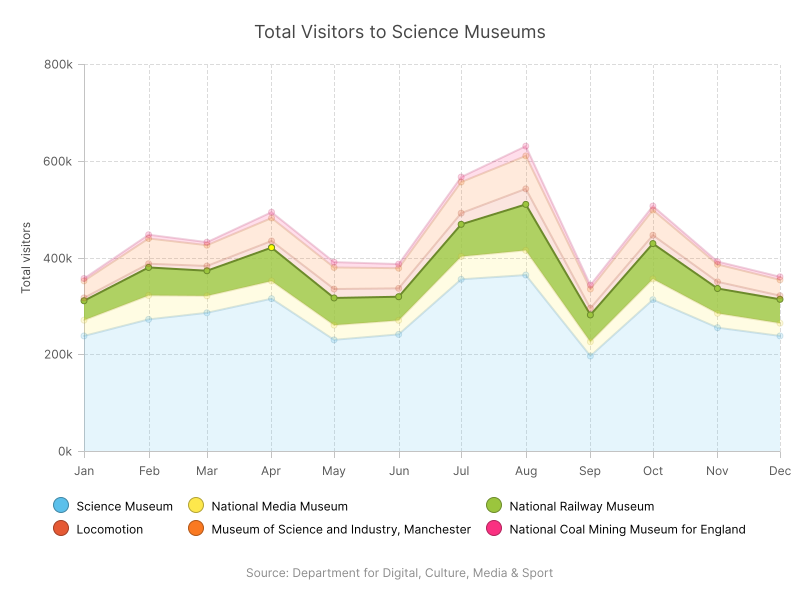 Total Visitors to Science Museums
800k
600k
400k
200k
0k
Total visitors
Jan Feb Mar Apr May Jun Jul Aug Sep Oct Nov Dec
Science Museum National Media Museum National Railway Museum
Locomotion Museum of Science and Industry, Manchester National Coal Mining Museum for England
Source: Department for Digital, Culture, Media & Sport